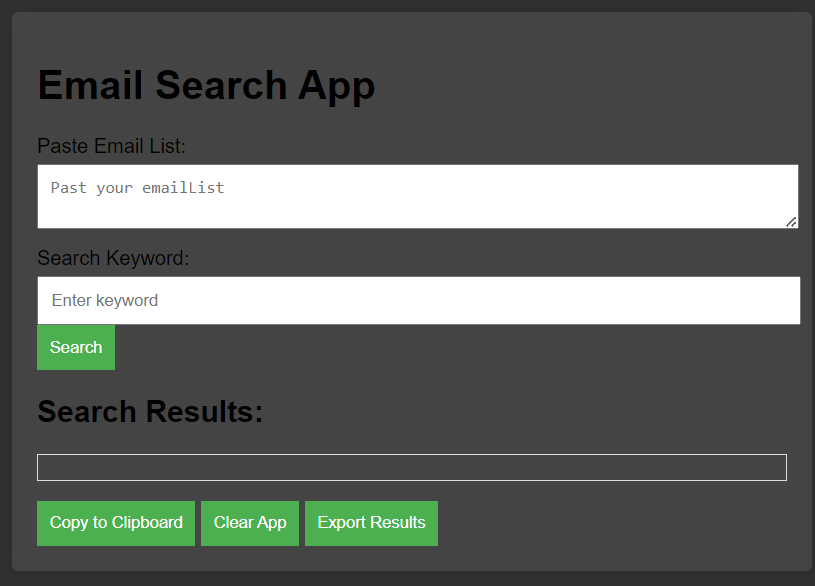 Email Search App
Paste Email List:
Past your emailList
Search Keyword:
Enter keyword
Search
Search Results:
Copy to Clipboard Clear App Export Results